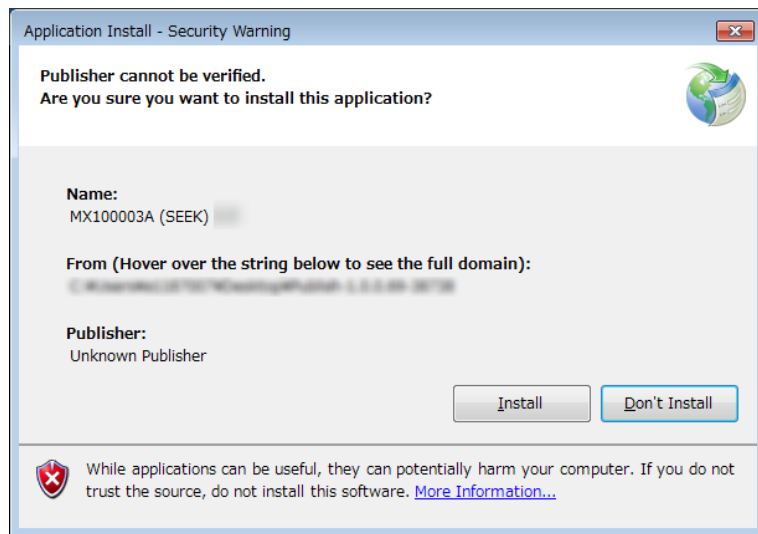 Application Install - Security Warning
Publisher cannot be verified.
Are you sure you want to install this application?
Name:
MX100003A (SEEK)
From (Hover over the string below to see the full domain):
Publisher:
Unknown Publisher
Install
Don't Install
While applications can be useful, they can potentially harm your computer. If you do not
trust the source, do not install this software. More Information...